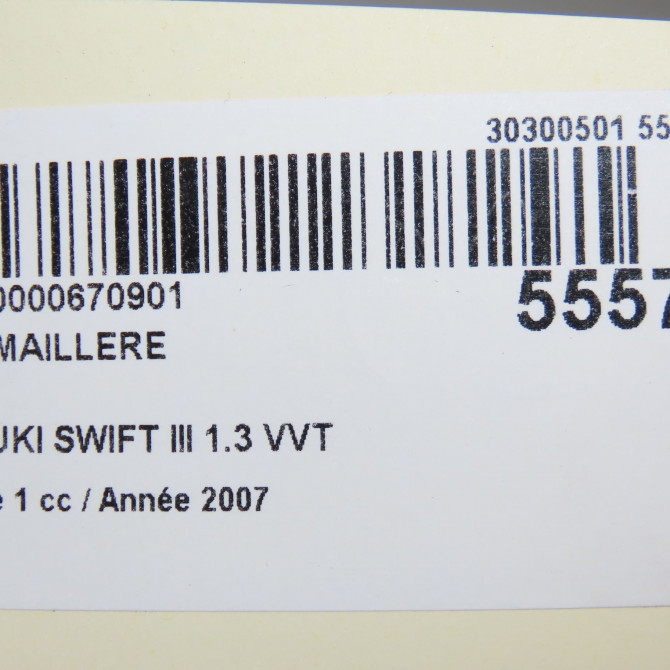 30300501 55
0000670901
5557
MAILLERE
UKI SWIFT III 1.3 VVT
e 1 cc / Année 2007